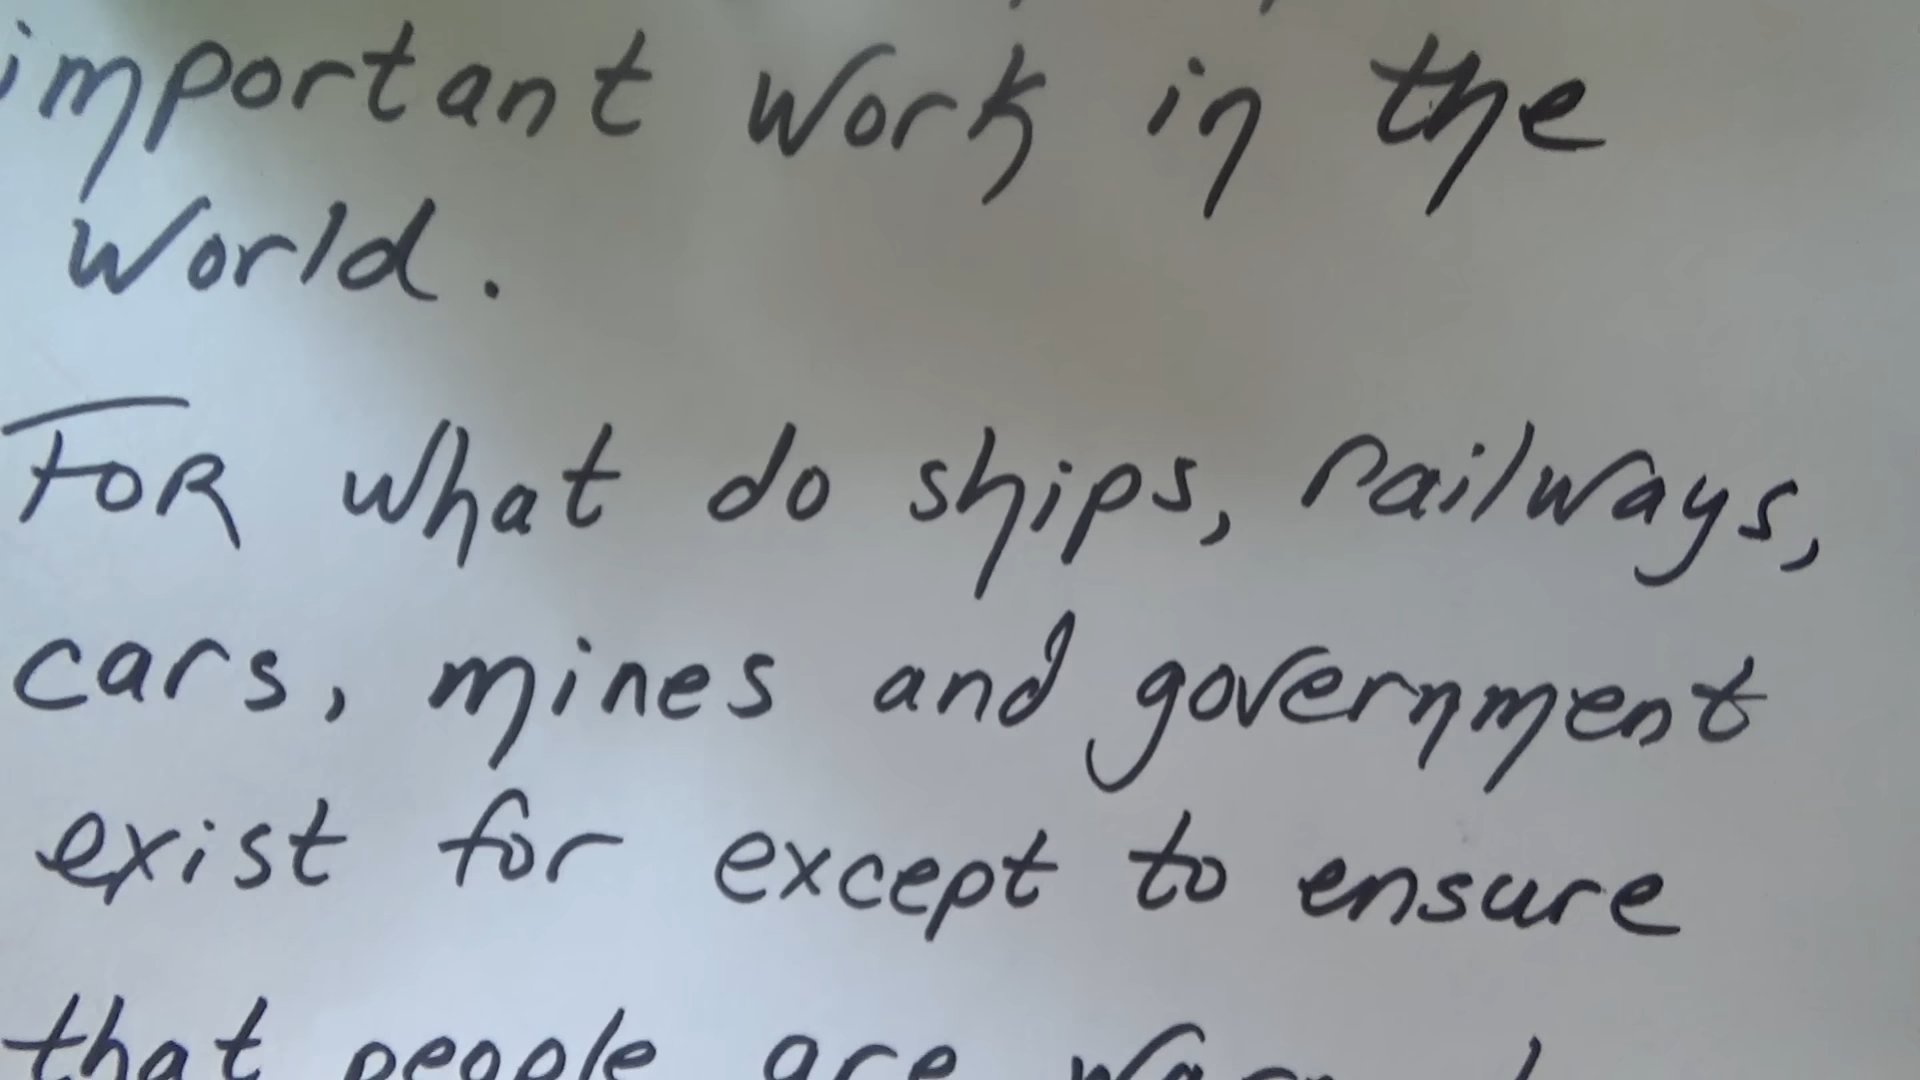 important work in the
world.
FOR what do ships, railways,
cars, mines and government
exist for except to ensure
that people are